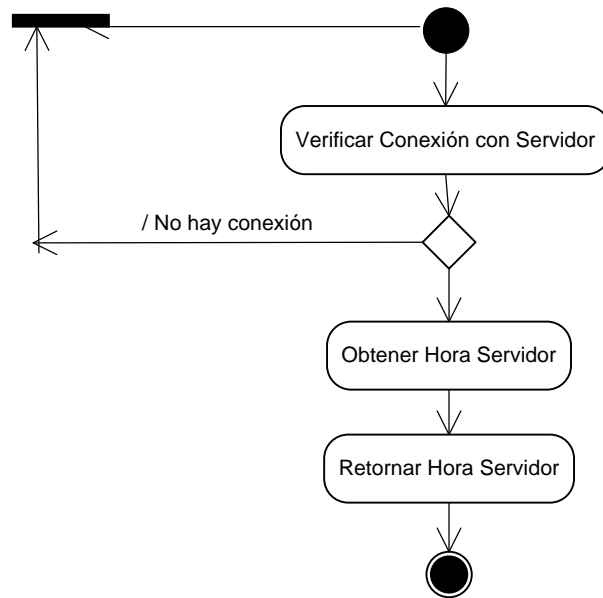 Verificar Conexión con Servidor
/ No hay conexión
Obtener Hora Servidor
Retornar Hora Servidor